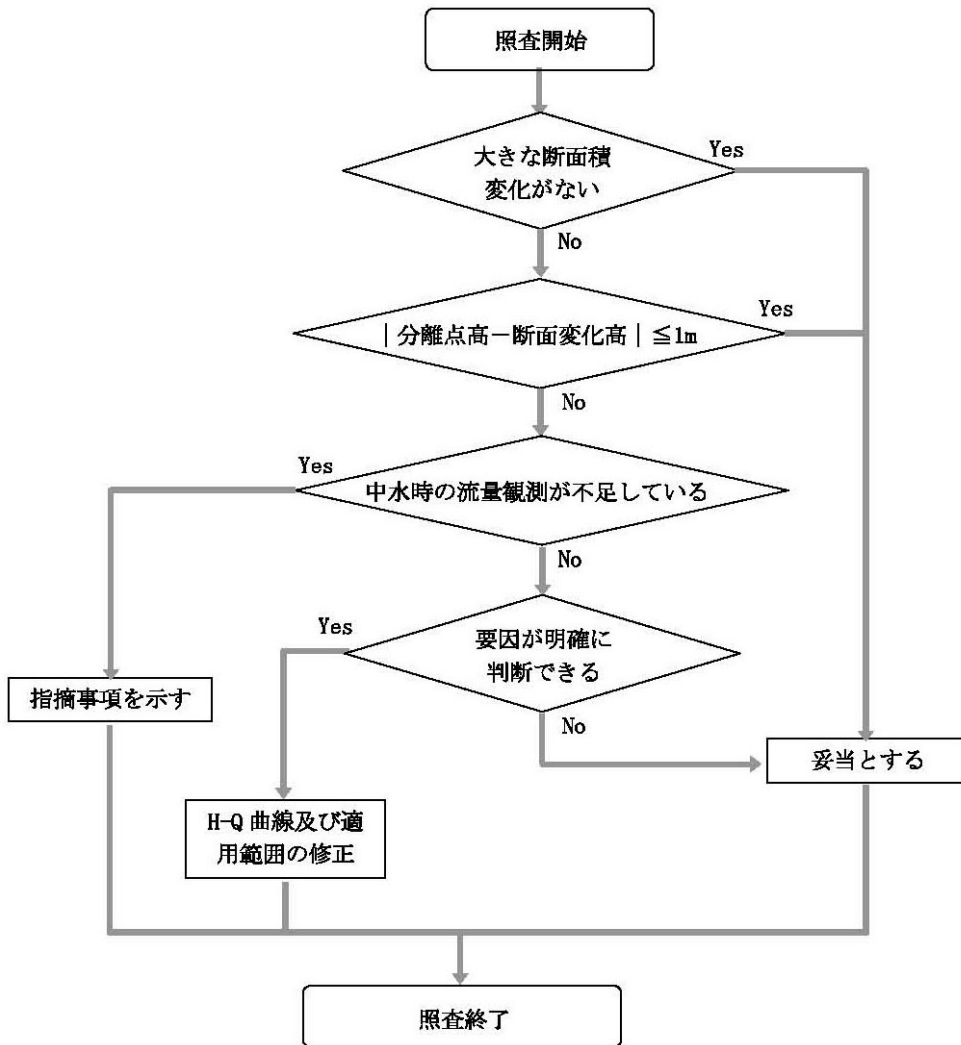 照査開始
大きな断面積
変化がない
Yes
No
｜分離点高－断面変化高｜≦1m
Yes
No
中水時の流量観測が不足している
Yes
No
要因が明確に
判断できる
Yes
No
指摘事項を示す
妥当とする
H-Q 曲線及び適
用範囲の修正
照査終了